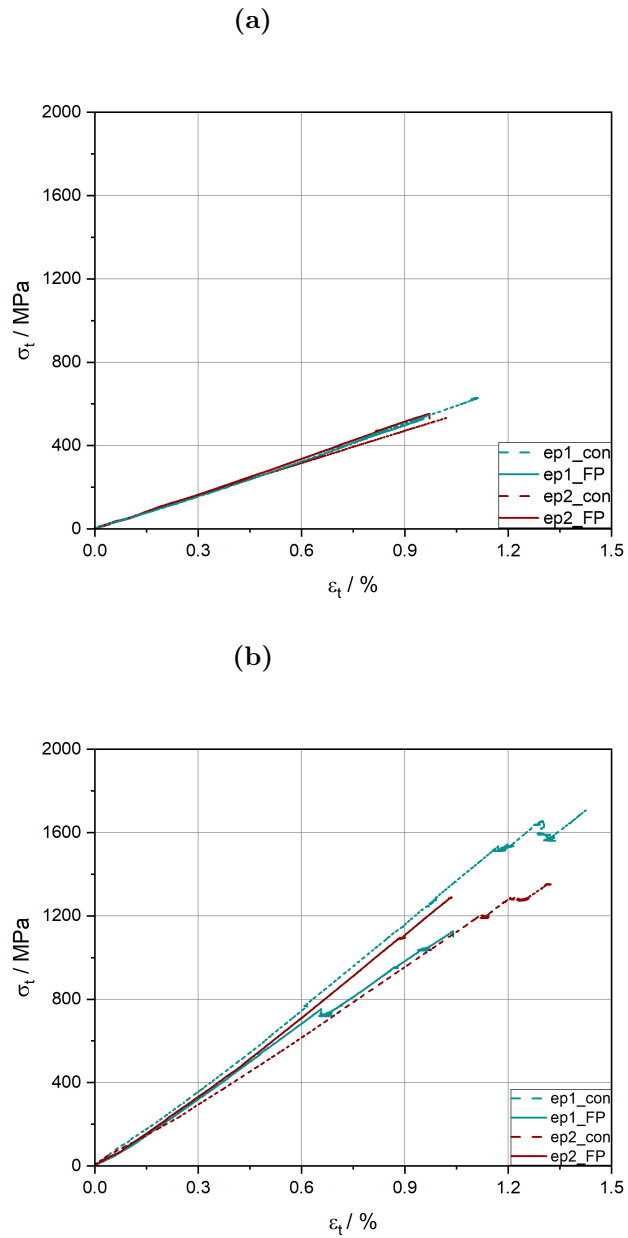 (a)
2000
1600
1200
800
400
0
σt / MPa
0.0 0.3 0.6 0.9 1.2 1.5
εt / %
ep1_con
ep1_FP
ep2_con
ep2_FP
(b)
2000
1600
1200
800
400
0
σt / MPa
0.0 0.3 0.6 0.9 1.2 1.5
εt / %
ep1_con
ep1_FP
ep2_con
ep2_FP